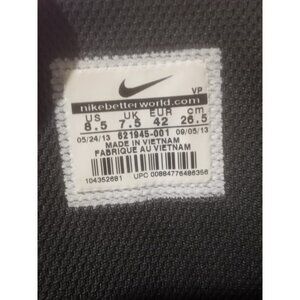 VP
nikebetterworld.com
US UK EUR cm
8.5 7.5 42 26.5
05/24/13 621945-001 09/05/13
MADE IN VIETNAM
FABRIQUE AU VIETNAM
104352681 UPC 00884776486356